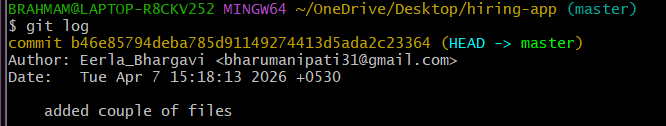 BRAHMAM@LAPTOP-R8CKV252 MINGW64 ~/OneDrive/Desktop/hiring-app (master)
$ git log
commit b46e85794deba785d91149274413d5ada2c23364 (HEAD -> master)
Author: Eerla_Bhargavi <bharumanipati31@gmail.com>
Date:   Tue Apr 7 15:18:13 2026 +0530
    added couple of files